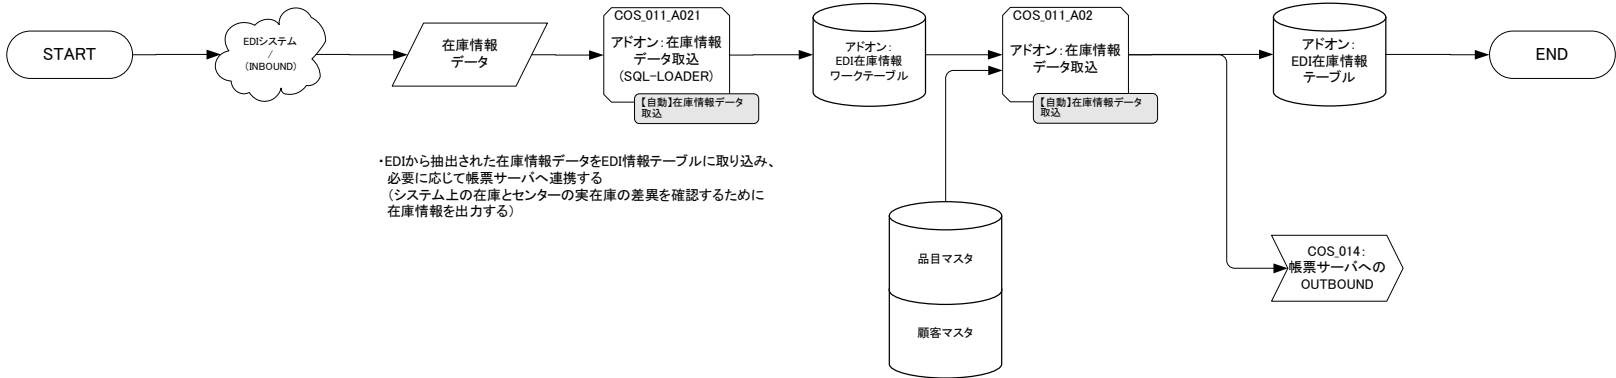 START
EDIシステム
/
(INBOUND)
在庫情報
データ
COS_011_A021
アドオン：在庫情報
データ取込
(SQL-LOADER)
【自動】在庫情報データ
取込
アドオン：
EDI在庫情報
ワークテーブル
COS_011_A02
アドオン：在庫情報
データ取込
【自動】在庫情報データ
取込
アドオン：
EDI在庫情報
テーブル
END
・EDIから抽出された在庫情報データをEDI情報テーブルに取り込み、
必要に応じて帳票サーバへ連携する
（システム上の在庫とセンターの実在庫の差異を確認するために
在庫情報を出力する）
品目マスタ
顧客マスタ
COS_014：
帳票サーバへの
OUTBOUND